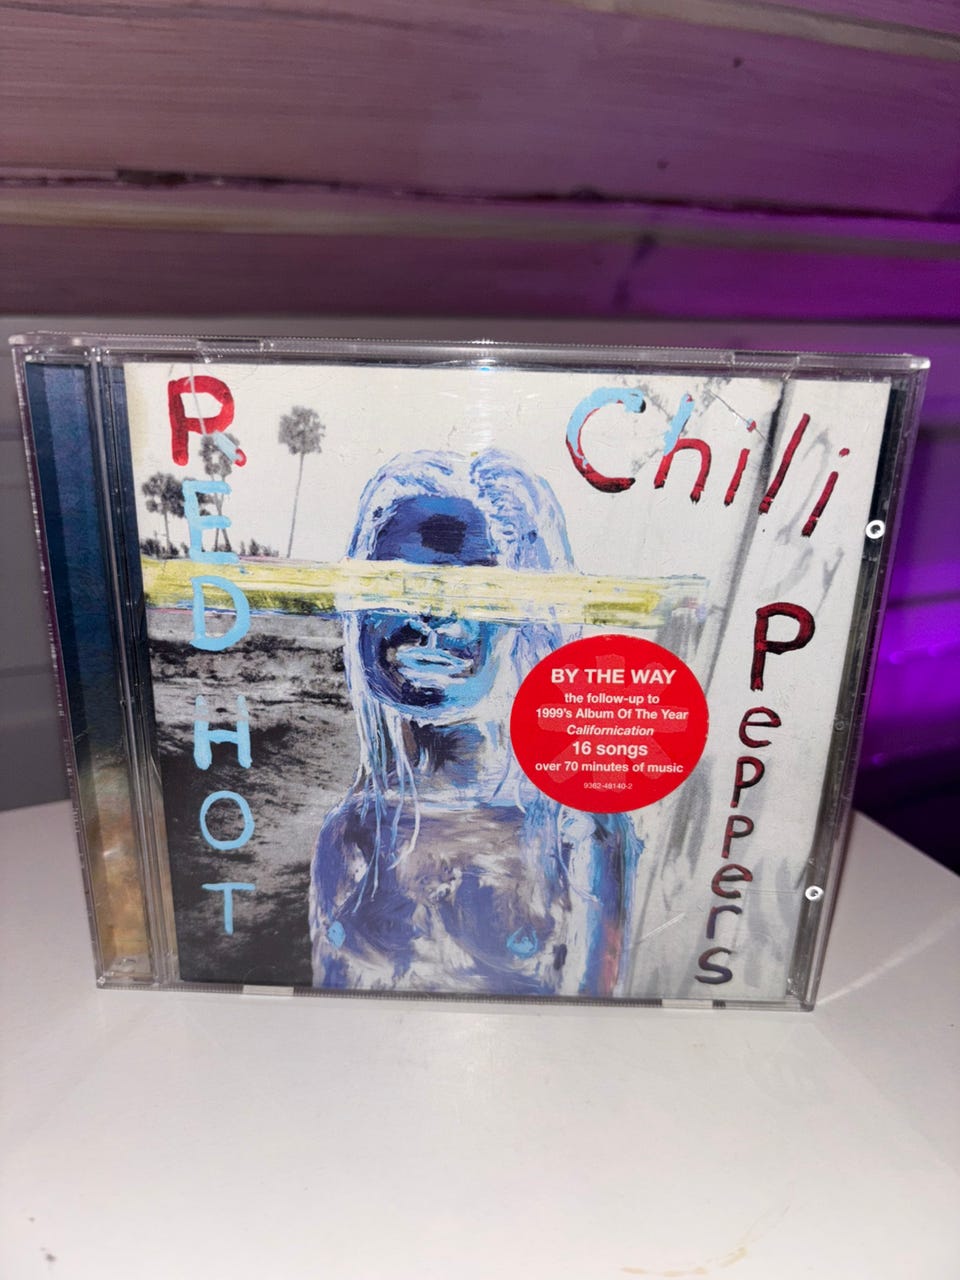 RED HOT
Chili
Peppers
BY THE WAY
the follow-up to
1999's Album Of The Year
Californication
16 songs
over 70 minutes of music
9362-48140-2